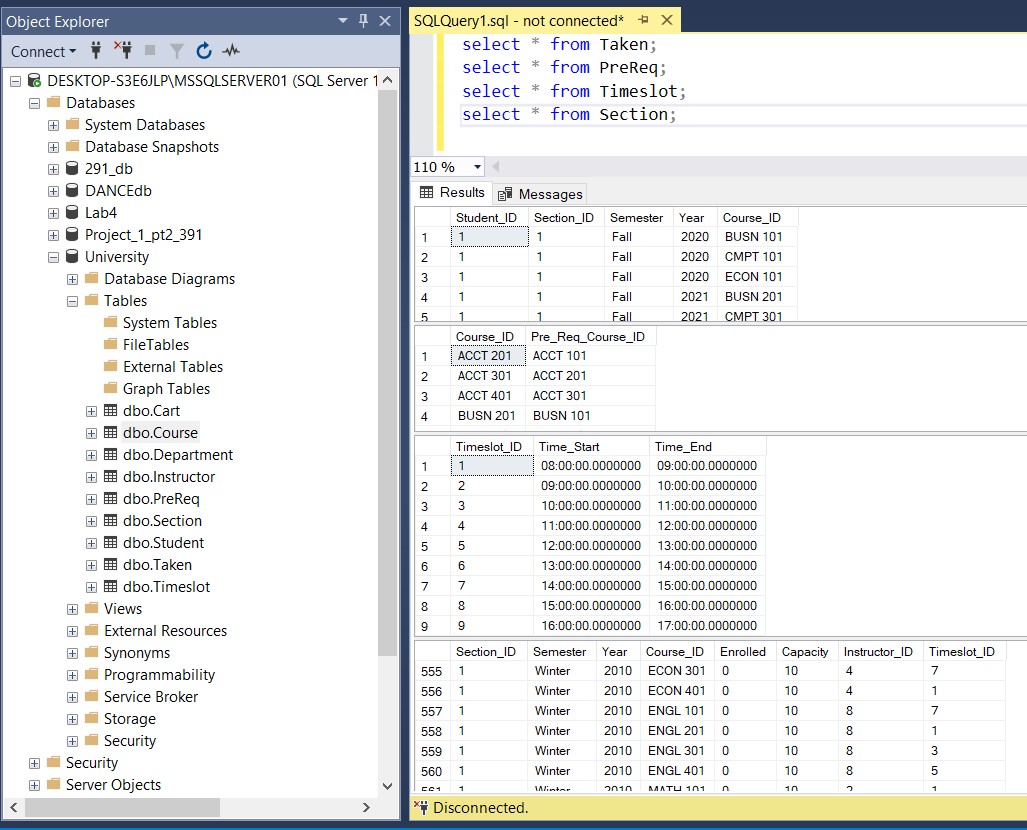 Object Explorer
Connect
DESKTOP-S3E6JLP\MSSQLSERVER01 (SQL Server 1
Databases
System Databases
Database Snapshots
291_db
DANCEdb
Lab4
Project_1_pt2_391
University
Database Diagrams
Tables
System Tables
FileTables
External Tables
Graph Tables
dbo.Cart
dbo.Course
dbo.Department
dbo.Instructor
dbo.PreReq
dbo.Section
dbo.Student
dbo.Taken
dbo.Timeslot
Views
External Resources
Synonyms
Programmability
Service Broker
Storage
Security
Security
Server Objects
SQLQuery1.sql - not connected*
select * from Taken;
select * from PreReq;
select * from Timeslot;
select * from Section;
110 %
Results Messages
Student_ID Section_ID Semester Year Course_ID
1 1 1 Fall 2020 BUSN 101
2 1 1 Fall 2020 CMPT 101
3 1 1 Fall 2020 ECON 101
4 1 1 Fall 2021 BUSN 201
5 1 1 Fall 2021 CMPT 301
Course_ID Pre_Req_Course_ID
1 ACCT 201 ACCT 101
2 ACCT 301 ACCT 201
3 ACCT 401 ACCT 301
4 BUSN 201 BUSN 101
Timeslot_ID Time_Start Time_End
1 1 08:00:00.0000000 09:00:00.0000000
2 2 09:00:00.0000000 10:00:00.0000000
3 3 10:00:00.0000000 11:00:00.0000000
4 4 11:00:00.0000000 12:00:00.0000000
5 5 12:00:00.0000000 13:00:00.0000000
6 6 13:00:00.0000000 14:00:00.0000000
7 7 14:00:00.0000000 15:00:00.0000000
8 8 15:00:00.0000000 16:00:00.0000000
9 9 16:00:00.0000000 17:00:00.0000000
Section_ID Semester Year Course_ID Enrolled Capacity Instructor_ID Timeslot_ID
555 1 Winter 2010 ECON 301 0 10 4 7
556 1 Winter 2010 ECON 401 0 10 4 1
557 1 Winter 2010 ENGL 101 0 10 8 7
558 1 Winter 2010 ENGL 201 0 10 8 1
559 1 Winter 2010 ENGL 301 0 10 8 3
560 1 Winter 2010 ENGL 401 0 10 8 5
561 1 Winter 2010 MATH 101 0 10 2 1
Disconnected.